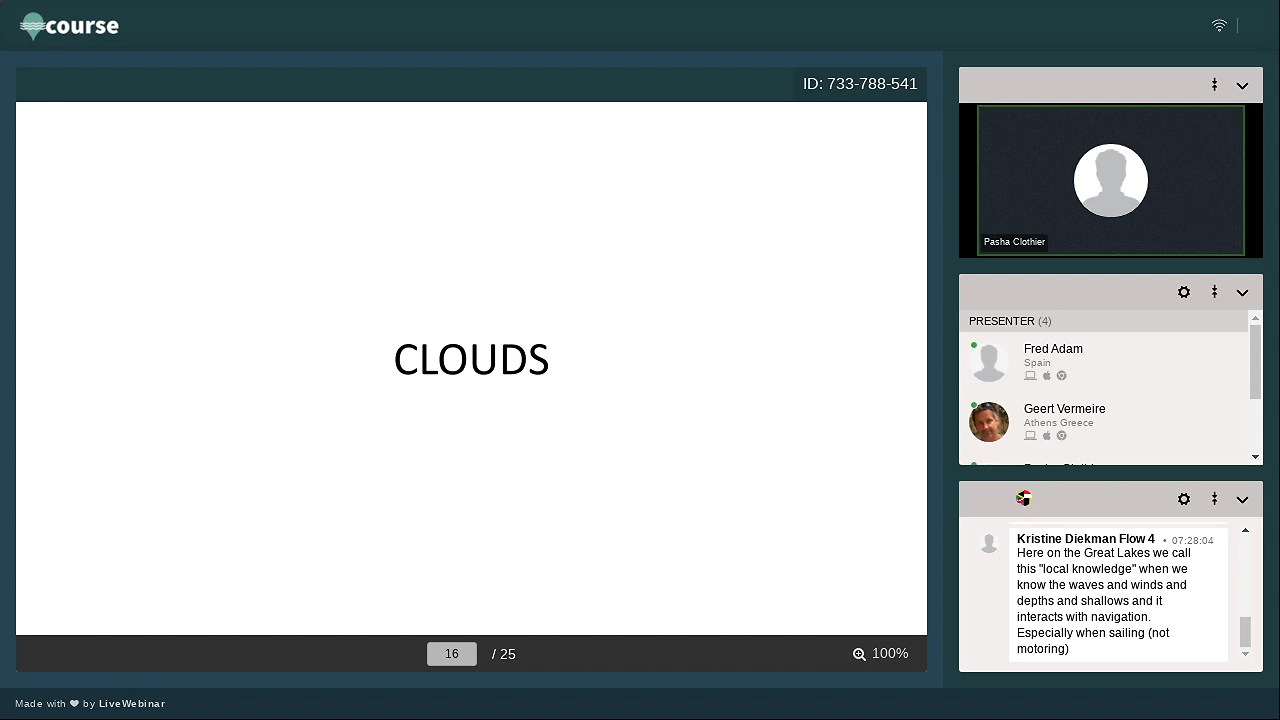 course
ID: 733-788-541
CLOUDS
16 / 25
100%
Made with by LiveWebinar
Pasha Clothier
PRESENTER (4)
Fred Adam
Spain
Geert Vermeire
Athens Greece
Kristine Diekman Flow 4 • 07:28:04
Here on the Great Lakes we call
this "local knowledge" when we
know the waves and winds and
depths and shallows and it
interacts with navigation.
Especially when sailing (not
motoring)